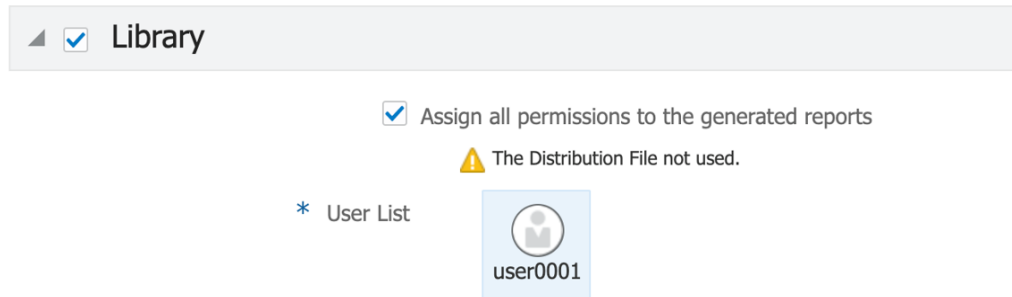 Library
Assign all permissions to the generated reports
The Distribution File not used.
* User List
user0001